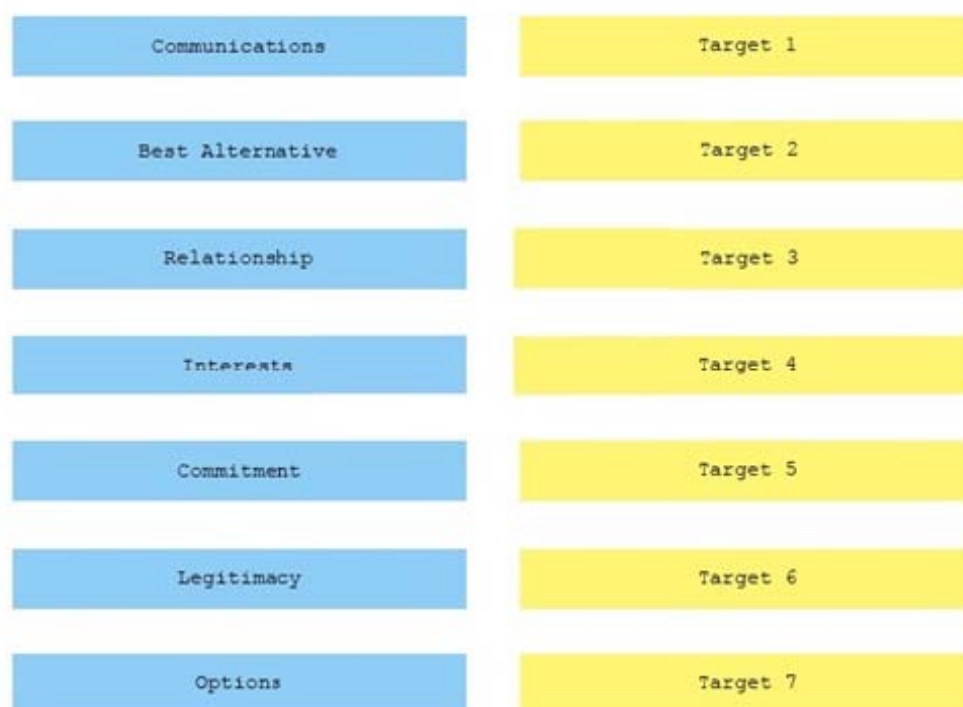 Communications
Target 1
Best Alternative
Target 2
Relationship
Target 3
Interests
Target 4
Commitment
Target 5
Legitimacy
Target 6
Options
Target 7